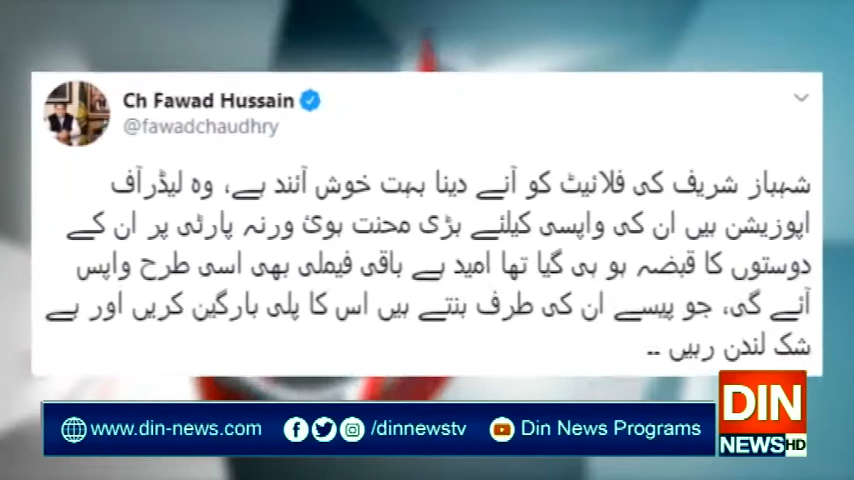 Ch Fawad Hussain
@fawadchaudhry
شہباز شریف کی فلائیٹ کو آنے دینا بہت خوش آئند ہے، وہ لیڈرآف
اپوزیشن ہیں ان کی واپسی کیلئے بڑی محنت ہوئ ورنہ پارٹی پر ان کے
دوستوں کا قبضہ ہو ہی گیا تھا امید ہے باقی فیملی بھی اسی طرح واپس
آئے گی، جو پیسے ان کی طرف بنتے ہیں اس کا پلی بارگین کریں اور بے
شک لندن رہیں ۔۔
www.din-news.com /dinnewstv Din News Programs
DIN
NEWS HD